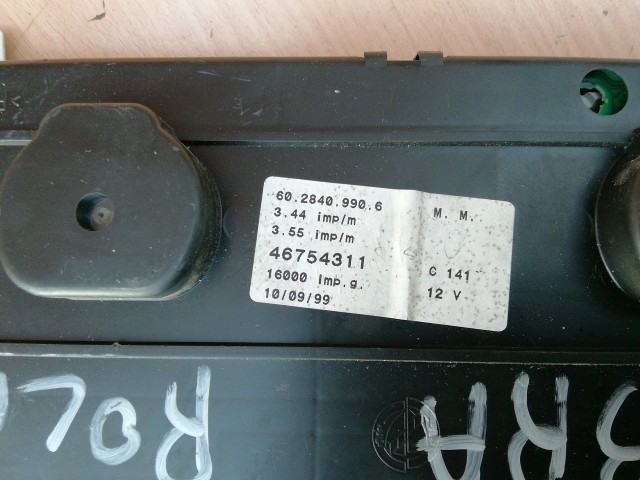 60.2840.990.6 M. M.
3.44 imp/m
3.55 imp/m
46754311 C 141
16000 Imp.g. 12 V
10/09/99